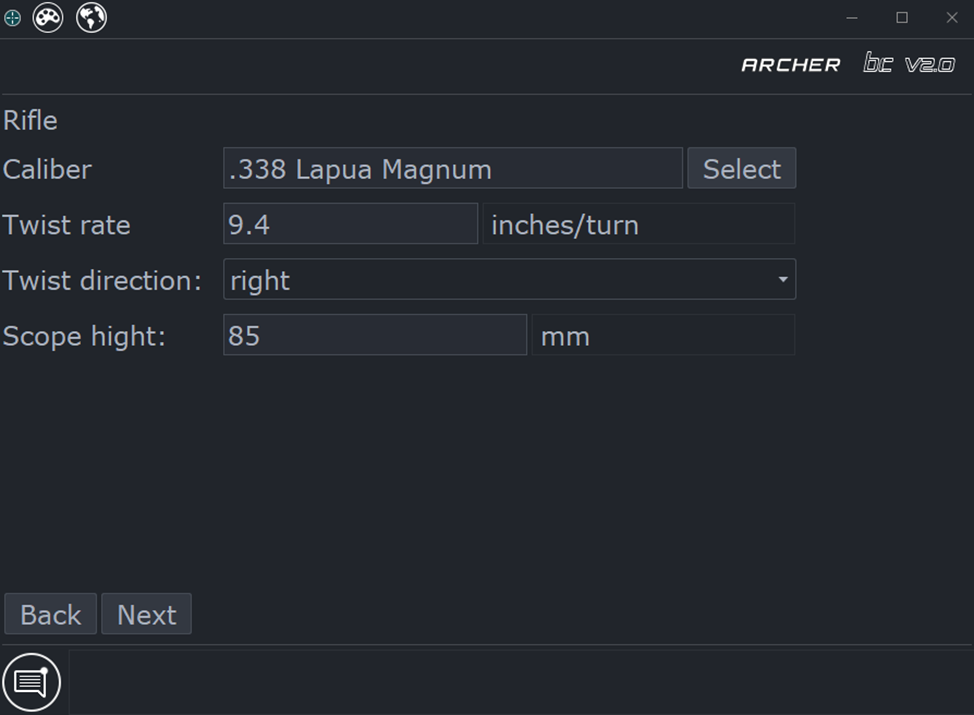 ARCHER bc v2.0
Rifle
Caliber .338 Lapua Magnum Select
Twist rate 9.4 inches/turn
Twist direction: right
Scope hight: 85 mm
Back Next